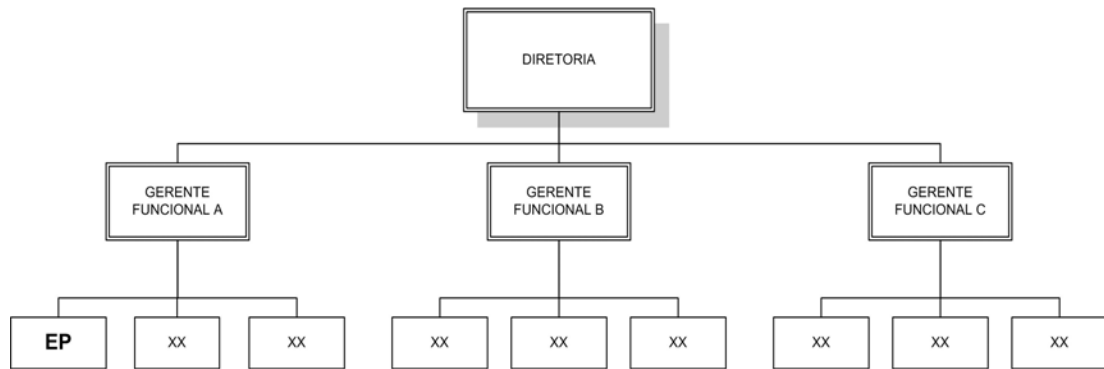 DIRETORIA
GERENTE
FUNCIONAL A
GERENTE
FUNCIONAL B
GERENTE
FUNCIONAL C
EP
XX
XX
XX
XX
XX
XX
XX
XX